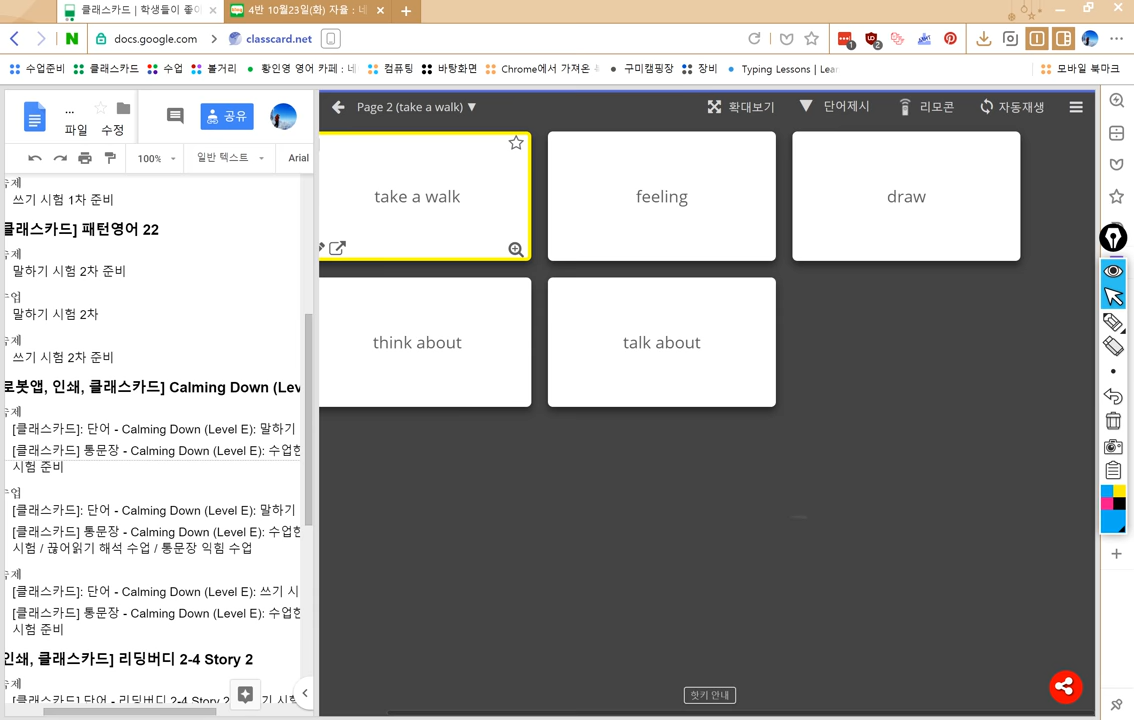 클래스카드 | 학생들이 좋아
4반 10월23일(화) 자율 : 네
docs.google.com
classcard.net
수업준비
클래스카드
수업
볼거리
황인영 영어 카페 : 네
컴퓨팅
바탕화면
Chrome에서 가져온
구미캠핑장
장비
Typing Lessons | Lear
모바일 북마크
...
파일 수정
공유
100%
일반 텍스트
Arial
Page 2 (take a walk) ▼
확대보기
단어제시
리모콘
자동재생
take a walk
feeling
draw
think about
talk about
쓰기 시험 1차 준비
클래스카드] 패턴영어 22
말하기 시험 2차 준비
말하기 시험 2차
쓰기 시험 2차 준비
로봇앱, 인쇄, 클래스카드] Calming Down (Lev
[클래스카드]: 단어 - Calming Down (Level E): 말하기
[클래스카드] 통문장 - Calming Down (Level E): 수업한
시험 준비
[클래스카드]: 단어 - Calming Down (Level E): 말하기
[클래스카드] 통문장 - Calming Down (Level E): 수업한
시험 / 끊어읽기 해석 수업 / 통문장 익힘 수업
[클래스카드]: 단어 - Calming Down (Level E): 쓰기 시
[클래스카드] 통문장 - Calming Down (Level E): 수업한
시험 준비
인쇄, 클래스카드] 리딩버디 2-4 Story 2
[클래스카드] 단어 - 리딩버디 2-4 Story 2
핫키 안내